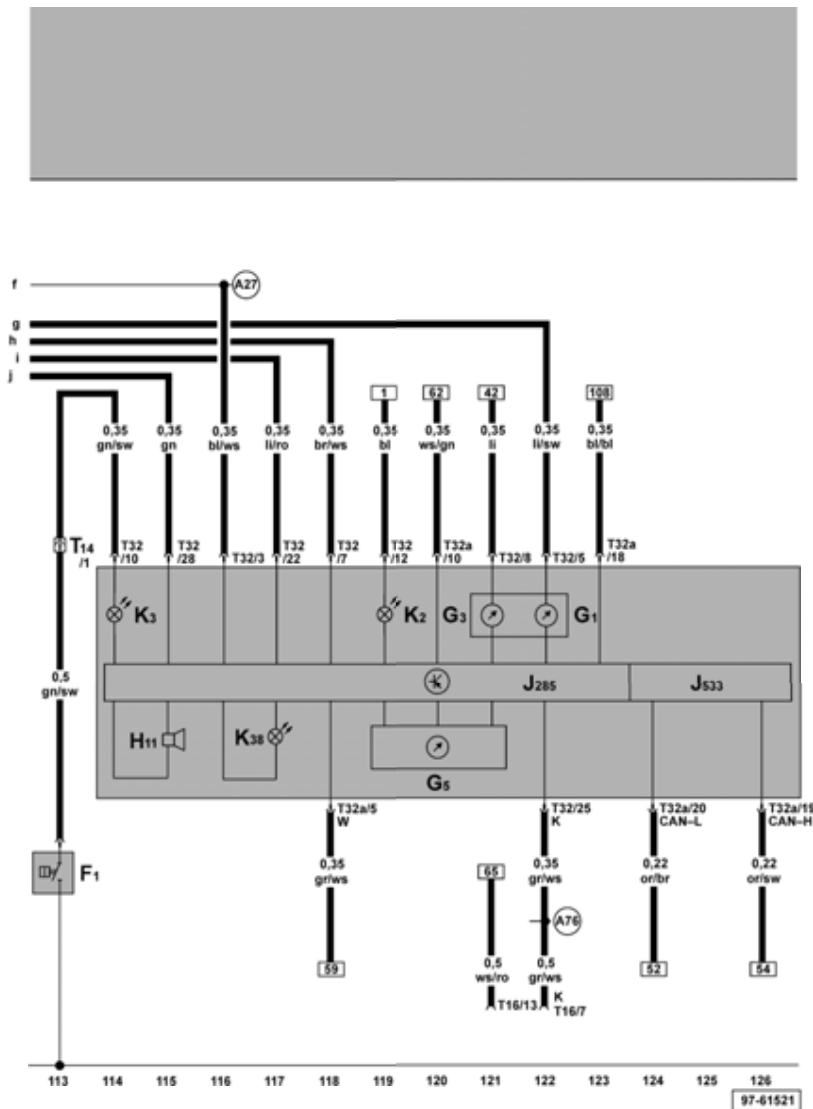 f
A27
g
h
i
j
1
62
42
108
0,35
gn/sw
0,35
gn
0,35
bl/ws
0,35
li/ro
0,35
br/ws
0,35
bl
0,35
ws/gn
0,35
li
0,35
li/sw
0,35
bl/bl
T14
/1
T32
/10
T32
/28
T32/3
T32
/22
T32
/7
T32
/12
T32a
/10
T32/8
T32/5
T32a
/18
K3
K2
G3
G1
0,5
gn/sw
J285
J533
H11
K38
G5
T32a/5
W
T32/25
K
T32a/20
CAN-L
T32a/19
CAN-H
F1
0,35
gr/ws
65
0,35
gr/ws
0,22
or/br
0,22
or/sw
A76
59
0,5
ws/ro
0,5
gr/ws
52
54
T16/13
K
T16/7
113 114 115 116 117 118 119 120 121 122 123 124 125 126
97-61521